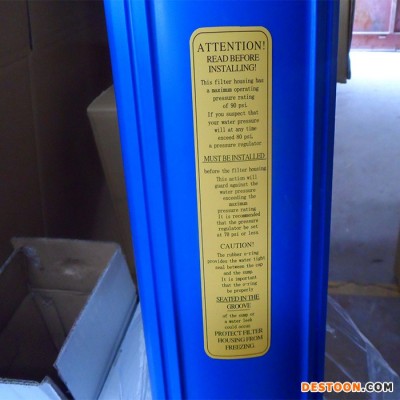 ATTENTION!
READ BEFORE
INSTALLING!
This filter housing has
a maximum operating
pressure rating
of 90 psi.
If you suspect that
your water pressure
will at any time
exceed 80 psi,
a pressure regulator
MUST BE INSTALLED
before the filter housing
This action will
guard against the
water pressure
exceeding the
maximum
pressure rating.
It is recommended
that the pressure
regulator be set
at 70 psi or less
CAUTION!
The rubber o-ring
provides the water tight
seal between the cap
and the sump.
It is important
that the o-ring
be properly
SEATED IN THE
GROOVE
of the sump or
a water leak
could occur.
PROTECT FILTER
HOUSING FROM
FREEZING.
DESTOON.COM